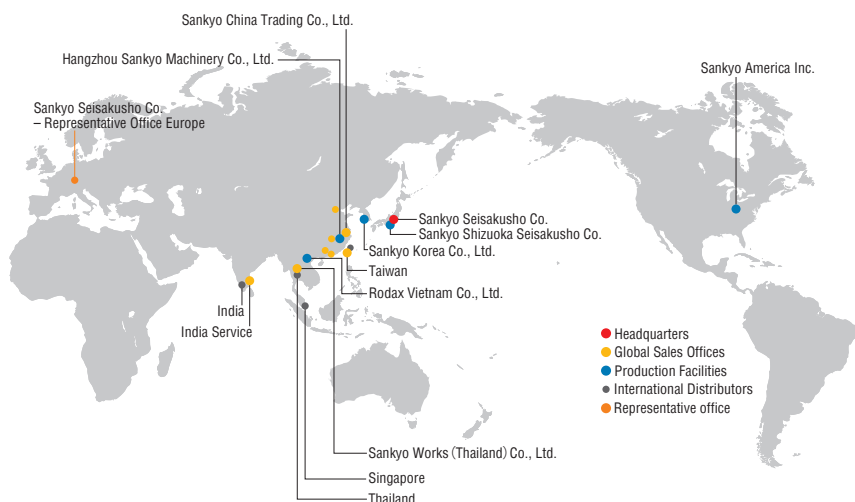 Sankyo China Trading Co., Ltd.
Hangzhou Sankyo Machinery Co., Ltd.
Sankyo America Inc.
Sankyo Seisakusho Co.
– Representative Office Europe
Sankyo Seisakusho Co.
Sankyo Shizuoka Seisakusho Co.
Sankyo Korea Co., Ltd.
Taiwan
Rodax Vietnam Co., Ltd.
India
India Service
Headquarters
Global Sales Offices
Production Facilities
International Distributors
Representative office
Sankyo Works (Thailand) Co., Ltd.
Singapore
Thailand